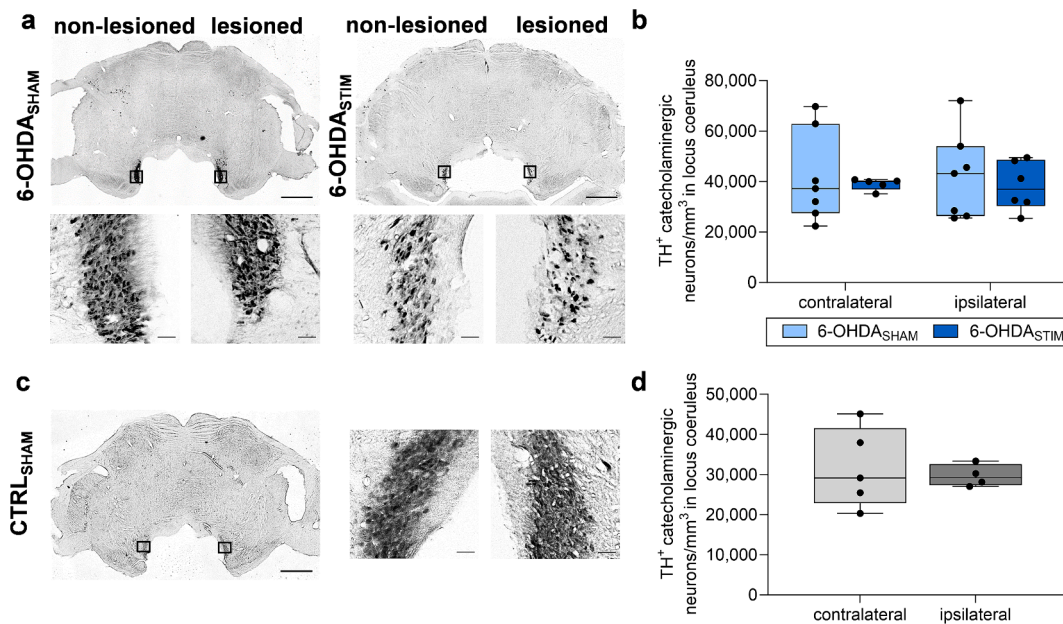 a
non-lesioned lesioned
non-lesioned lesioned
6-OHDASHAM
6-OHDASTIM
b
TH+ catecholaminergic
neurons/mm3 in locus coeruleus
80,000
60,000
40,000
20,000
0
contralateral ipsilateral
6-OHDASHAM 6-OHDASTIM
c
CTRLSHAM
d
TH+ catecholaminergic
neurons/mm3 in locus coeruleus
50,000
40,000
30,000
20,000
10,000
0
contralateral ipsilateral